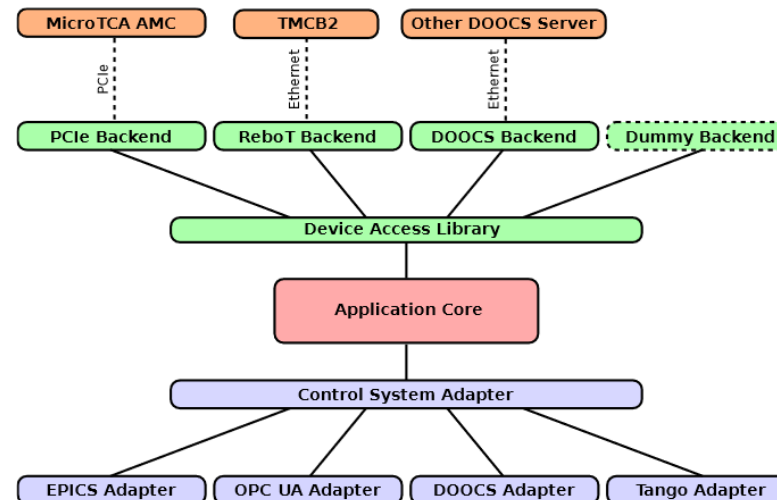 MicroTCA AMC
TMCB2
Other DOOCS Server
PCIe
Ethernet
Ethernet
PCIe Backend
ReboT Backend
DOOCS Backend
Dummy Backend
Device Access Library
Application Core
Control System Adapter
EPICS Adapter
OPC UA Adapter
DOOCS Adapter
Tango Adapter